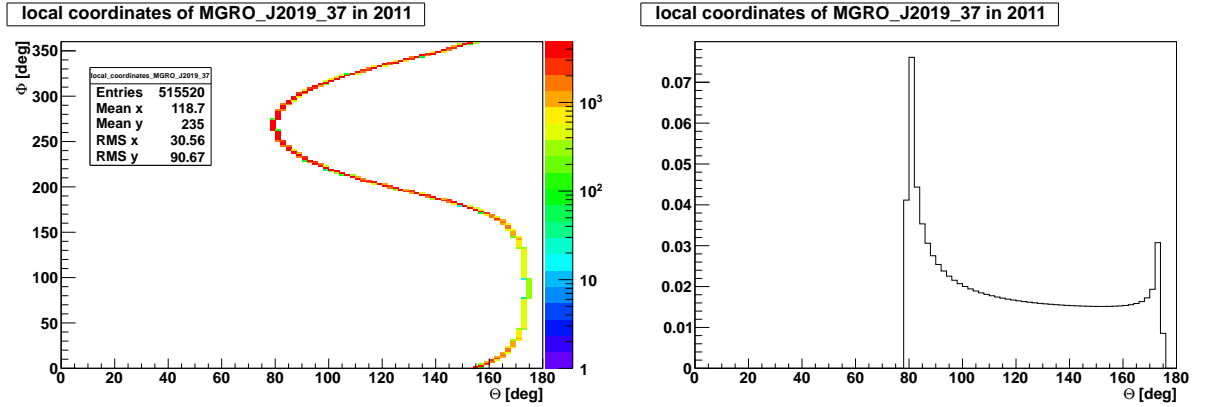 local coordinates of MGRO_J2019_37 in 2011
Φ [deg]
350
300
250
200
150
100
50
0
local_coordinates_MGRO_J2019_37
Entries 515520
Mean x 118.7
Mean y 235
RMS x 30.56
RMS y 90.67
10³
10²
10
1
0 20 40 60 80 100 120 140 160 180
Θ [deg]
local coordinates of MGRO_J2019_37 in 2011
0.07
0.06
0.05
0.04
0.03
0.02
0.01
0
0 20 40 60 80 100 120 140 160 180
Θ [deg]